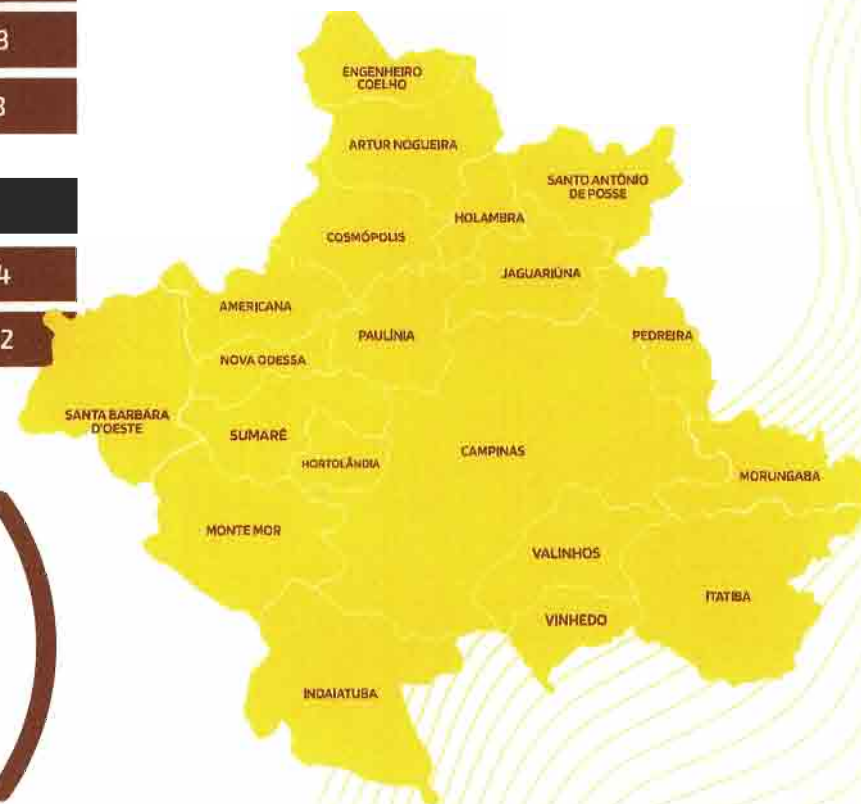 3
3
4
2
ENGENHEIRO
COELHO
ARTUR NOGUEIRA
SANTO ANTÔNIO
DE POSSE
HOLAMBRA
COSMÓPOLIS
JAGUARIÚNA
AMERICANA
PAULÍNIA
PEDREIRA
NOVA ODESSA
SANTA BARBÁRA
D'OESTE
SUMARÉ
CAMPINAS
HORTOLÂNDIA
MORUNGABA
MONTE MOR
VALINHOS
ITATIBA
VINHEDO
INDAIATUBA